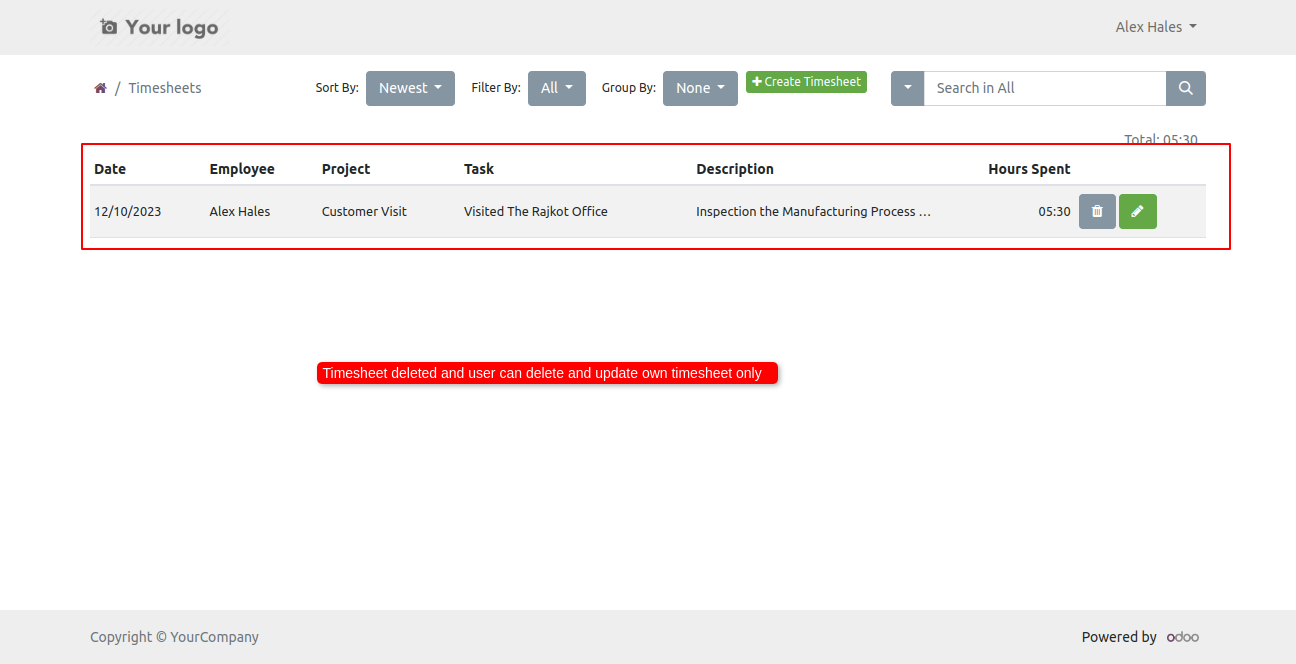 Your logo
Alex Hales
/ Timesheets
Sort By: Newest Filter By: All Group By: None Create Timesheet Search in All
Total: 05:30
Date Employee Project Task Description Hours Spent
12/10/2023 Alex Hales Customer Visit Visited The Rajkot Office Inspection the Manufacturing Process ... 05:30
Timesheet deleted and user can delete and update own timesheet only
Copyright © YourCompany
Powered by odoo